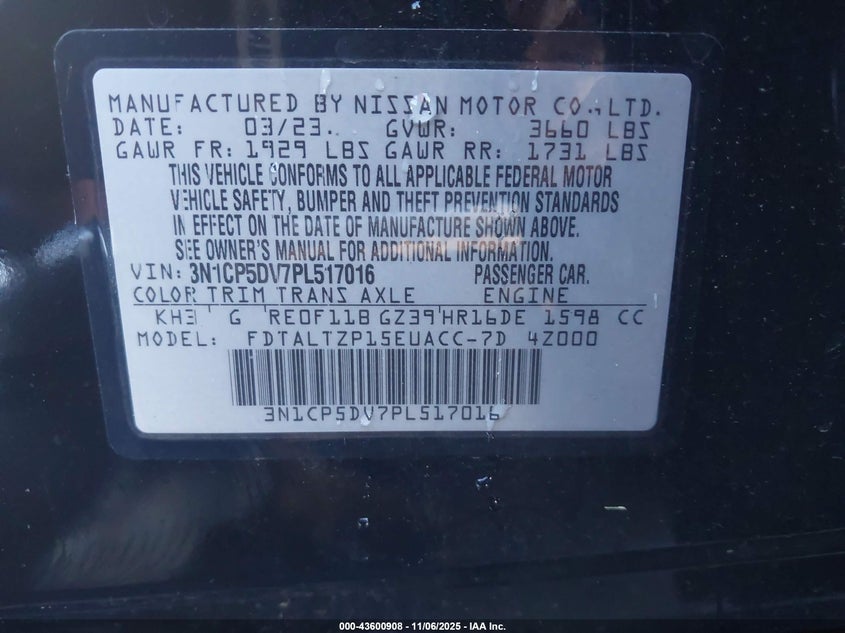 MANUFACTURED BY NISSAN MOTOR CO., LTD.
DATE: 03/23. GVWR: 3660 LBS
GAWR FR: 1929 LBS GAWR RR: 1731 LBS
THIS VEHICLE CONFORMS TO ALL APPLICABLE FEDERAL MOTOR
VEHICLE SAFETY, BUMPER AND THEFT PREVENTION STANDARDS
IN EFFECT ON THE DATE OF MANUFACTURE SHOWN ABOVE.
SEE OWNER'S MANUAL FOR ADDITIONAL INFORMATION.
VIN: 3N1CP5DV7PL517016 PASSENGER CAR.
COLOR TRIM TRANS AXLE ENGINE
KH3 G RE0F11B GZ39 HR16DE 1598 CC
MODEL: FDTALTZP15EUACC-7D 4Z000
3N1CP5DV7PL517016
000-43600908 - 11/06/2025 - IAA Inc.